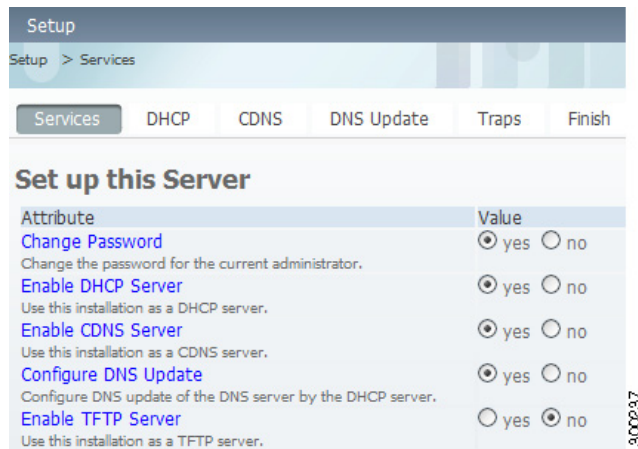 Setup
Setup > Services
Services DHCP CDNS DNS Update Traps Finish
Set up this Server
Attribute Value
Change Password yes no
Change the password for the current administrator.
Enable DHCP Server yes no
Use this installation as a DHCP server.
Enable CDNS Server yes no
Use this installation as a CDNS server.
Configure DNS Update yes no
Configure DNS update of the DNS server by the DHCP server.
Enable TFTP Server yes no
Use this installation as a TFTP server.
300237